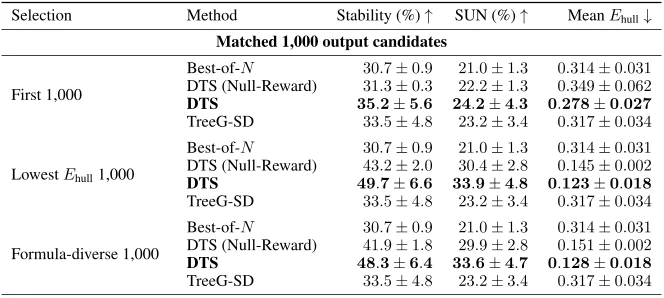 Selection Method Stability (%) ↑ SUN (%) ↑ Mean E_hull ↓
Matched 1,000 output candidates
First 1,000
Best-of-N 30.7 ± 0.9 21.0 ± 1.3 0.314 ± 0.031
DTS (Null-Reward) 31.3 ± 0.3 22.2 ± 1.3 0.349 ± 0.062
DTS 35.2 ± 5.6 24.2 ± 4.3 0.278 ± 0.027
TreeG-SD 33.5 ± 4.8 23.2 ± 3.4 0.317 ± 0.034
Lowest E_hull 1,000
Best-of-N 30.7 ± 0.9 21.0 ± 1.3 0.314 ± 0.031
DTS (Null-Reward) 43.2 ± 2.0 30.4 ± 2.8 0.145 ± 0.002
DTS 49.7 ± 6.6 33.9 ± 4.8 0.123 ± 0.018
TreeG-SD 33.5 ± 4.8 23.2 ± 3.4 0.317 ± 0.034
Formula-diverse 1,000
Best-of-N 30.7 ± 0.9 21.0 ± 1.3 0.314 ± 0.031
DTS (Null-Reward) 41.9 ± 1.8 29.9 ± 2.8 0.151 ± 0.002
DTS 48.3 ± 6.4 33.6 ± 4.7 0.128 ± 0.018
TreeG-SD 33.5 ± 4.8 23.2 ± 3.4 0.317 ± 0.034